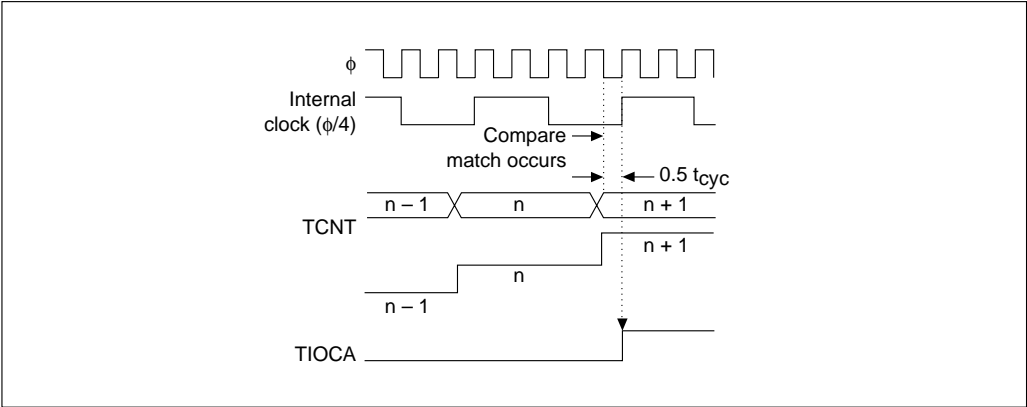 ϕ
Internal
clock (ϕ/4)
Compare
match occurs
0.5 tcyc
n – 1
n
n + 1
TCNT
n + 1
n
n – 1
TIOCA